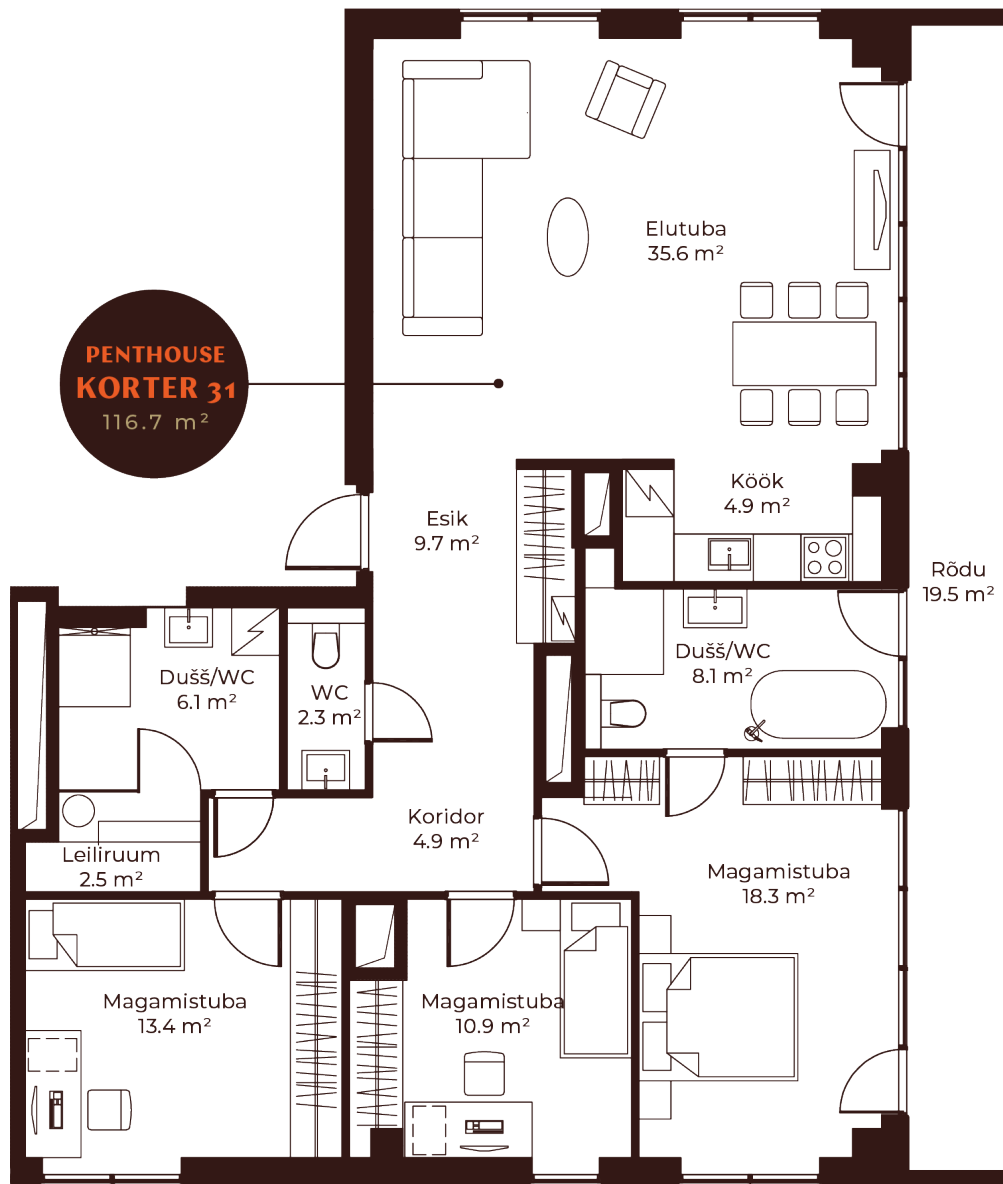 Elutuba
35.6 m²
PENTHOUSE
KORTER 31
116.7 m²
Köök
4.9 m²
Esik
9.7 m²
Rõdu
19.5 m²
Dušš/WC
8.1 m²
Dušš/WC
6.1 m²
WC
2.3 m²
Koridor
4.9 m²
Leiliruum
2.5 m²
Magamistuba
18.3 m²
Magamistuba
13.4 m²
Magamistuba
10.9 m²